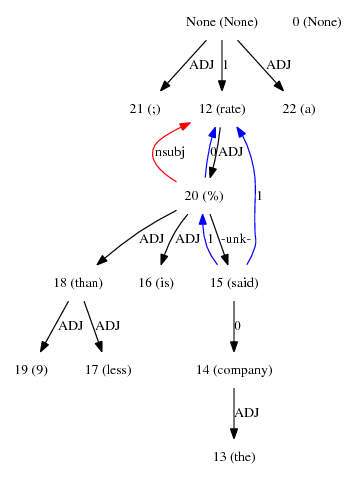 None (None) 0 (None)
ADJ 1 ADJ
21 (;) 12 (rate) 22 (a)
nsubj 0 ADJ
20 (%) 1
ADJ ADJ 1 -unk-
18 (than) 16 (is) 15 (said)
ADJ ADJ 0
19 (9) 17 (less) 14 (company)
ADJ
13 (the)